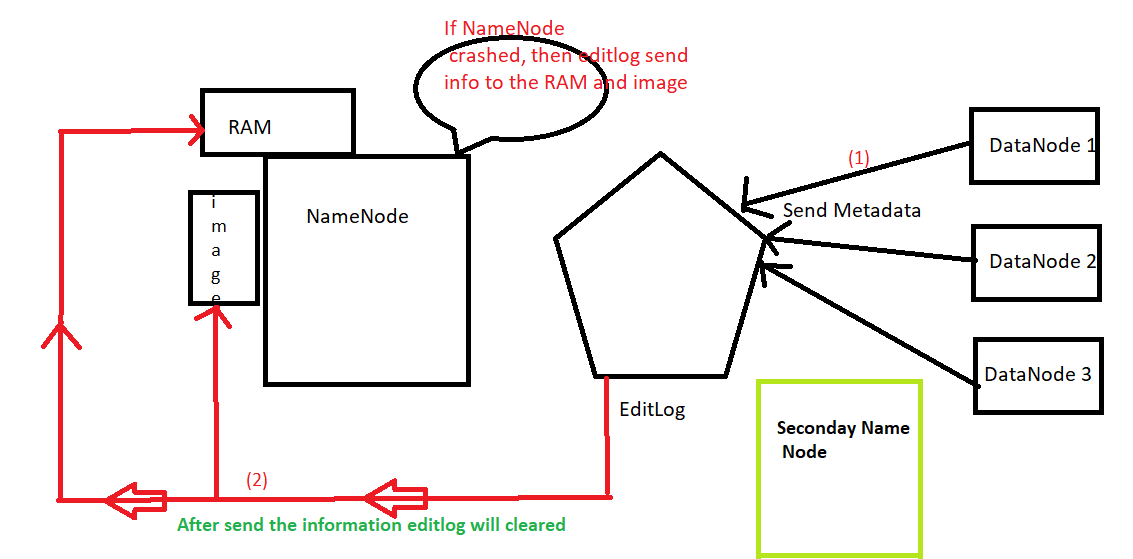 If NameNode
crashed, then editlog send
info to the RAM and image
RAM
image
NameNode
(1)
DataNode 1
Send Metadata
DataNode 2
DataNode 3
EditLog
Seconday Name
Node
(2)
After send the information editlog will cleared